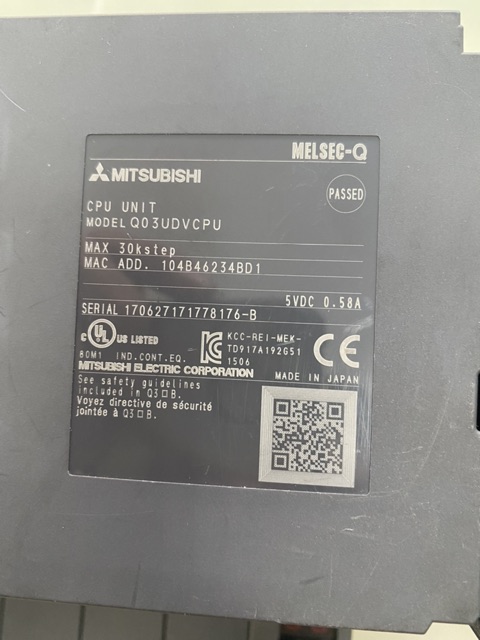 MELSEC-Q
MITSUBISHI
PASSED
CPU UNIT
MODEL Q03UDVCPU
MAX 30kstep
MAC ADD. 104B46234BD1
5VDC 0.58A
SERIAL 170627171778176-B
C UL US LISTED
80M1 IND.CONT.EQ.
KCC-REI-MEK-
TD917A192G51
1506
CE
MITSUBISHI ELECTRIC CORPORATION
MADE IN JAPAN
See safety guidelines
included in Q3□B.
Voyez directive de sécurité
jointée à Q3□B.